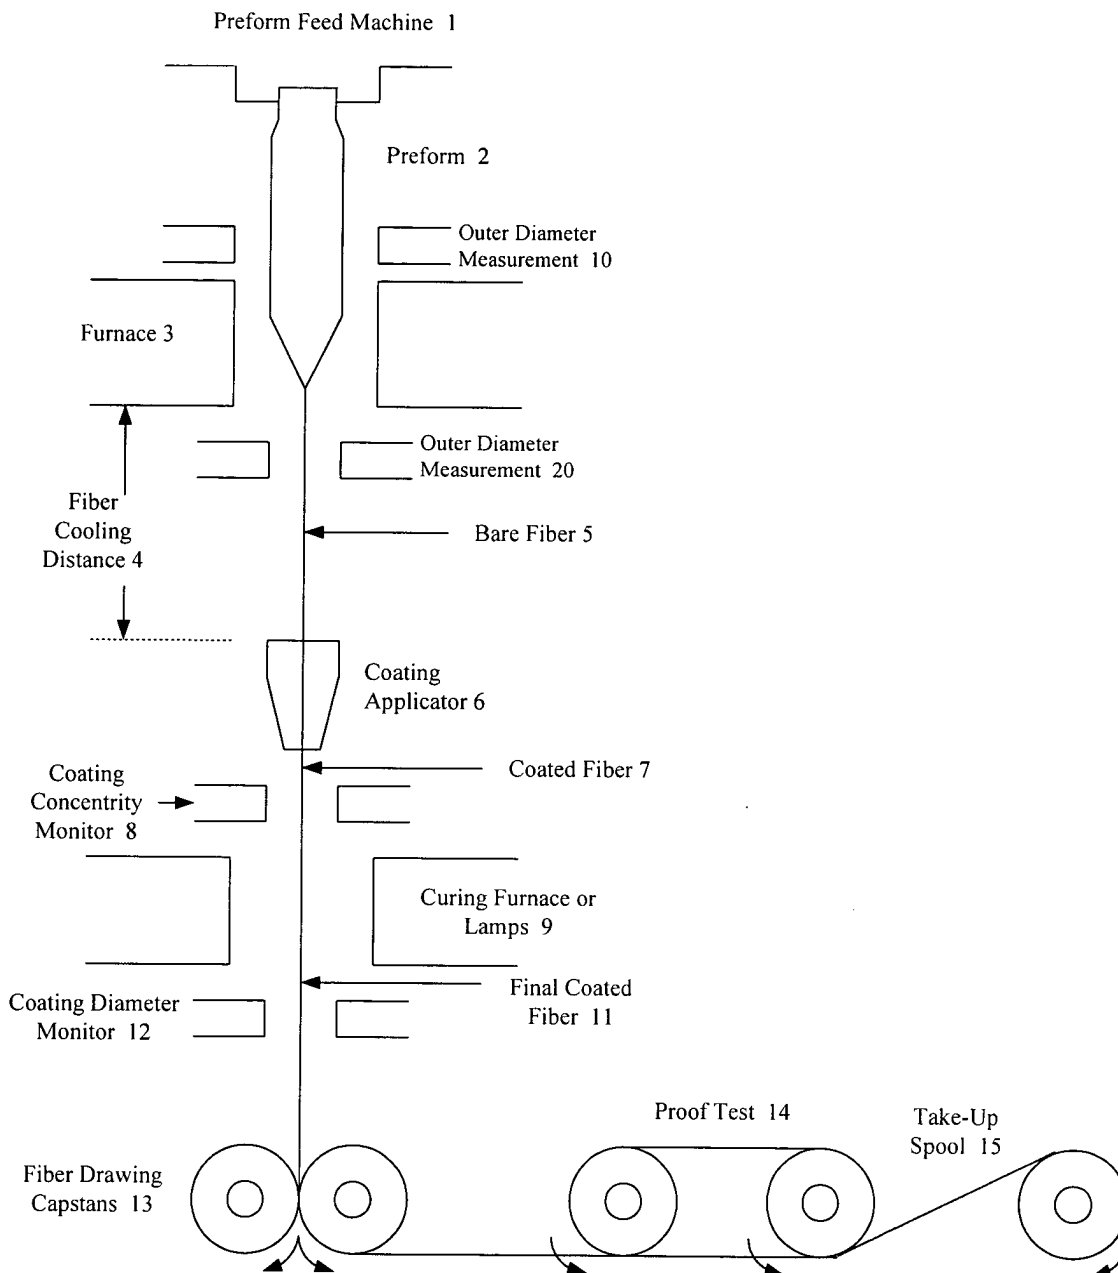 Preform Feed Machine 1
Preform 2
Outer Diameter
Measurement 10
Furnace 3
Outer Diameter
Measurement 20
Fiber
Cooling
Distance 4
Bare Fiber 5
Coating
Applicator 6
Coated Fiber 7
Coating
Concentrity
Monitor 8
Curing Furnace or
Lamps 9
Final Coated
Fiber 11
Coating Diameter
Monitor 12
Proof Test 14
Take-Up
Spool 15
Fiber Drawing
Capstans 13